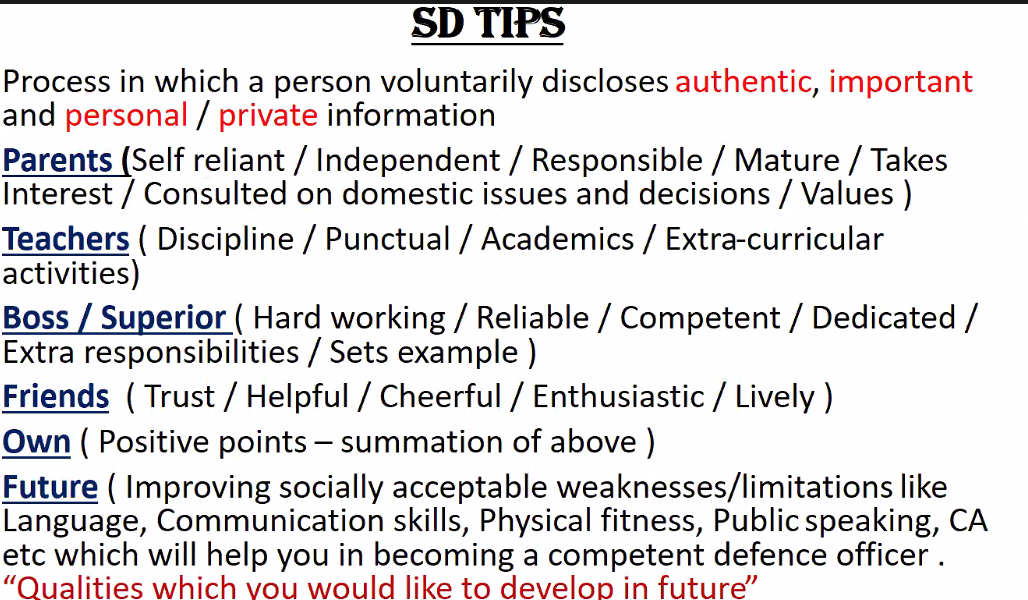 SD TIPS
Process in which a person voluntarily discloses authentic, important
and personal / private information
Parents (Self reliant / Independent / Responsible / Mature / Takes
Interest / Consulted on domestic issues and decisions / Values )
Teachers ( Discipline / Punctual / Academics / Extra-curricular
activities)
Boss / Superior ( Hard working / Reliable / Competent / Dedicated /
Extra responsibilities / Sets example )
Friends ( Trust / Helpful / Cheerful / Enthusiastic / Lively )
Own ( Positive points – summation of above )
Future ( Improving socially acceptable weaknesses/limitations like
Language, Communication skills, Physical fitness, Public speaking, CA
etc which will help you in becoming a competent defence officer .
“Qualities which you would like to develop in future”